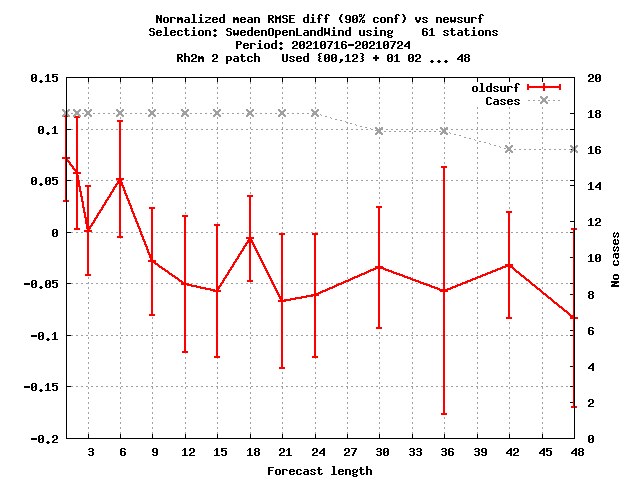 Normalized mean RMSE diff (90% conf) vs newsurf
Selection: SwedenOpenLandWind using    61 stations
Period: 20210716-20210724
Rh2m 2 patch   Used {00,12} + 01 02 ... 48
oldsurf
Cases
0.15
0.1
0.05
0
-0.05
-0.1
-0.15
-0.2
20
18
16
14
12
10
8
6
4
2
0
No cases
3 6 9 12 15 18 21 24 27 30 33 36 39 42 45 48
Forecast length